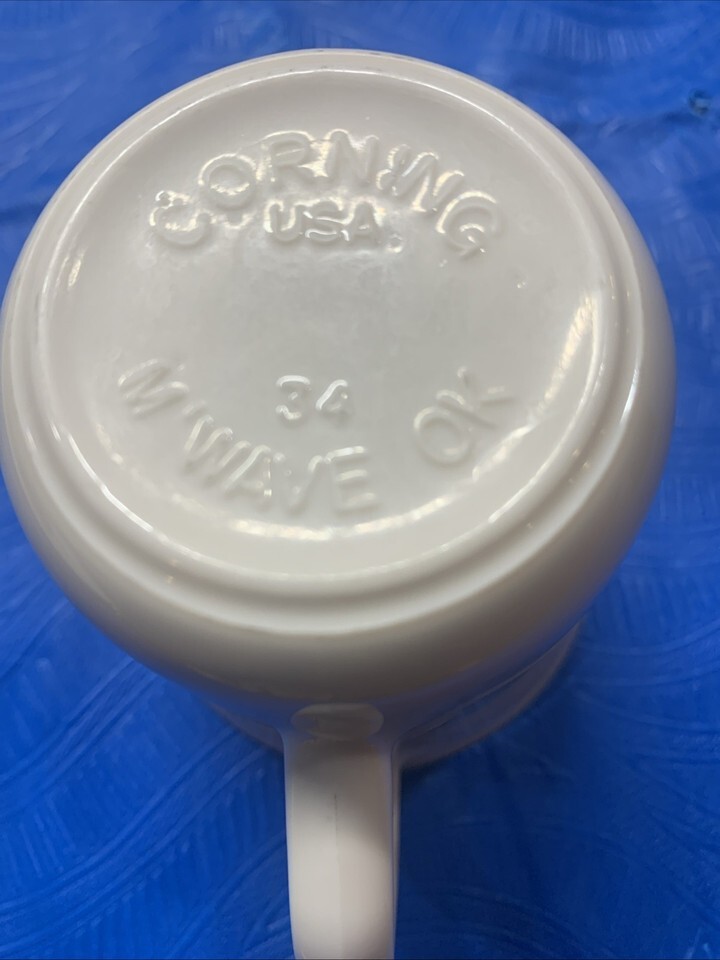 CORNING
USA.
34
M'WAVE OK